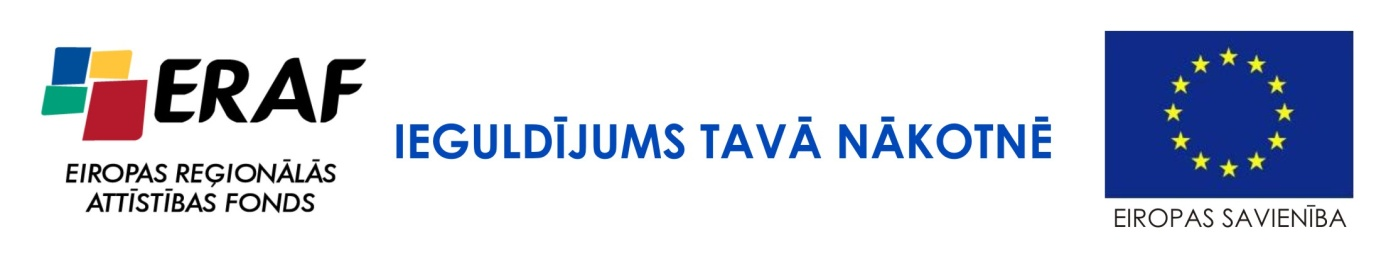 ERAF
EIROPAS REĢIONĀLĀS
ATTĪSTĪBAS FONDS
IEGULDĪJUMS TAVĀ NĀKOTNĒ
EIROPAS SAVIENĪBA